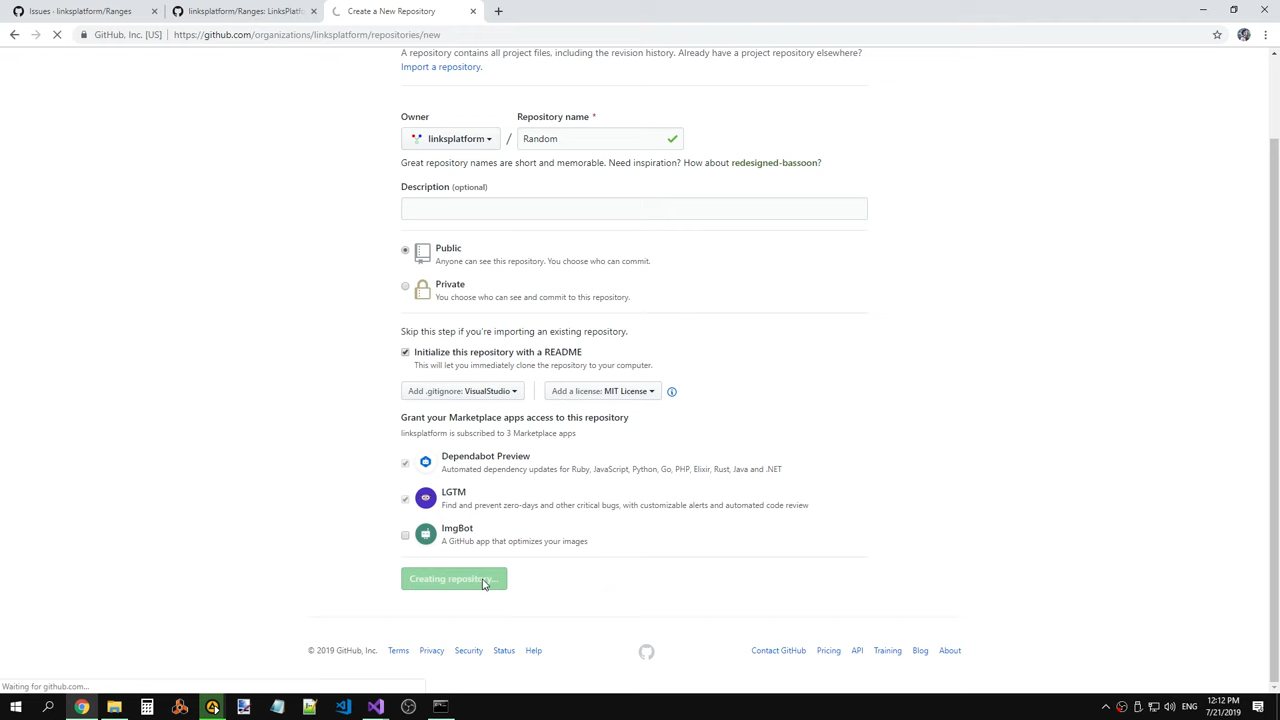 Issues · linksplatform/Ranges
linksplatform/Ranges: LinksPlatf
Create a New Repository
GitHub, Inc. [US]
https://github.com/organizations/linksplatform/repositories/new
A repository contains all project files, including the revision history. Already have a project repository elsewhere?
Import a repository.
Owner
Repository name *
linksplatform
/
Random
Great repository names are short and memorable. Need inspiration? How about redesigned-bassoon?
Description (optional)
Public
Anyone can see this repository. You choose who can commit.
Private
You choose who can see and commit to this repository.
Skip this step if you're importing an existing repository.
Initialize this repository with a README
This will let you immediately clone the repository to your computer.
Add .gitignore: VisualStudio
Add a license: MIT License
Grant your Marketplace apps access to this repository
linksplatform is subscribed to 3 Marketplace apps
Dependabot Preview
Automated dependency updates for Ruby, JavaScript, Python, Go, PHP, Elixir, Rust, Java and .NET
LGTM
Find and prevent zero-days and other critical bugs, with customizable alerts and automated code review
ImgBot
A GitHub app that optimizes your images
Creating repository...
© 2019 GitHub, Inc. Terms Privacy Security Status Help
Contact GitHub Pricing API Training Blog About
Waiting for github.com...
ENG
12:12 PM
7/21/2019